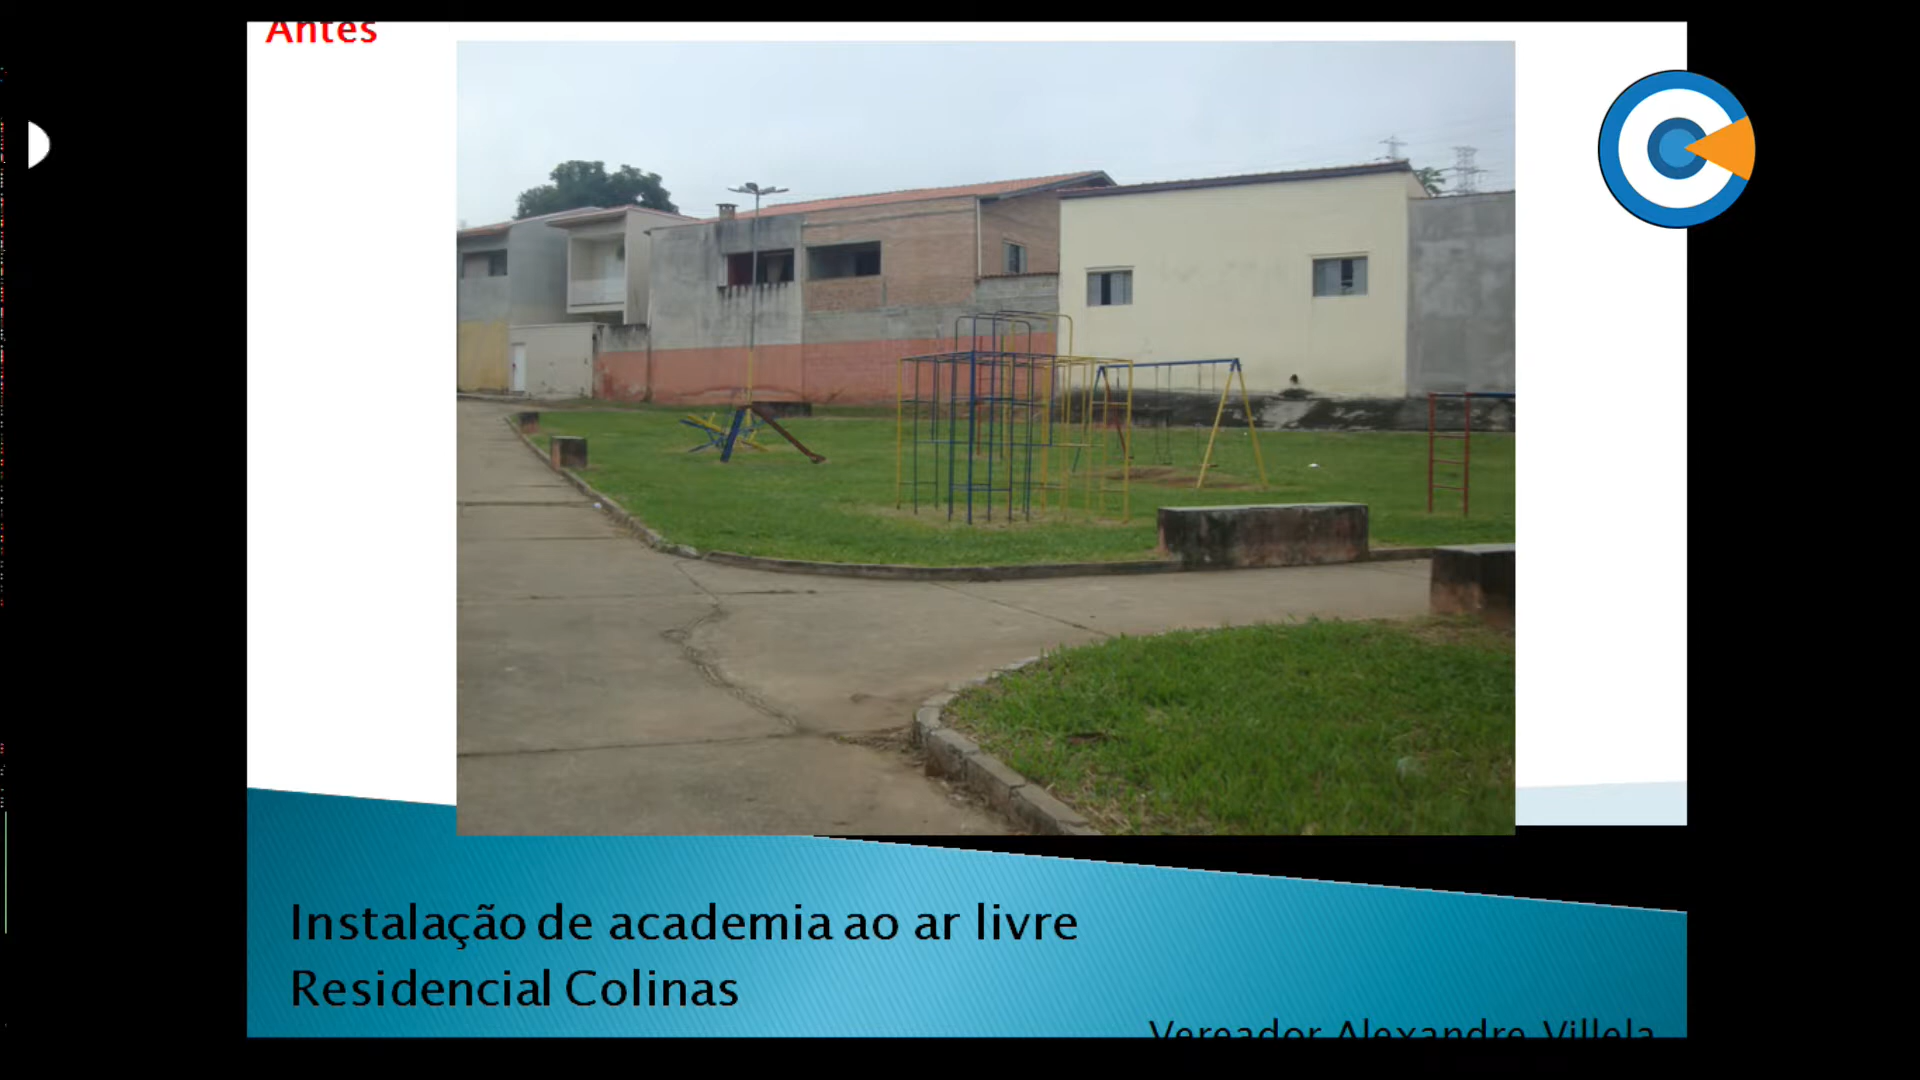 Antes
Instalação de academia ao ar livre
Residencial Colinas
Vereador Alexandre Villela